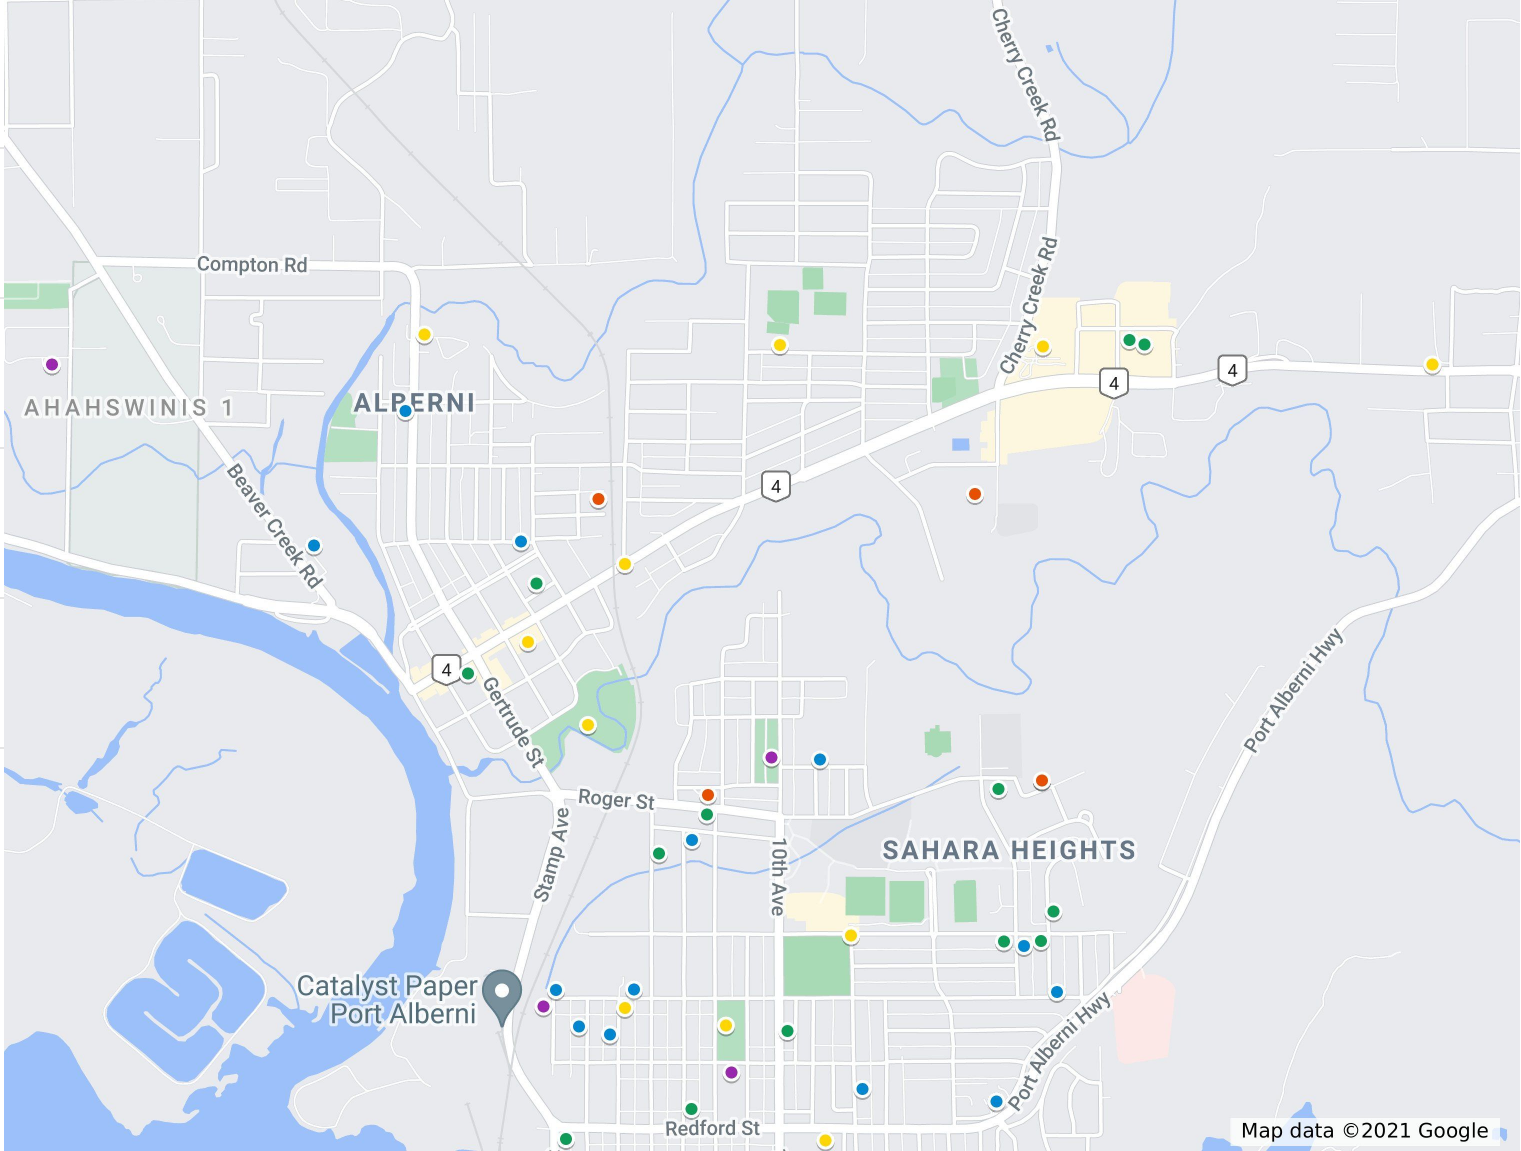 Cherry Creek Rd
Compton Rd
Cherry Creek Rd
4
4
AHAHSWINIS 1
ALBERNI
4
Beaver Creek Rd
4
Gertrude St
Port Alberni Hwy
Roger St
Stamp Ave
10th Ave
SAHARA HEIGHTS
Catalyst Paper
Port Alberni
Port Alberni Hwy
Redford St
Map data ©2021 Google